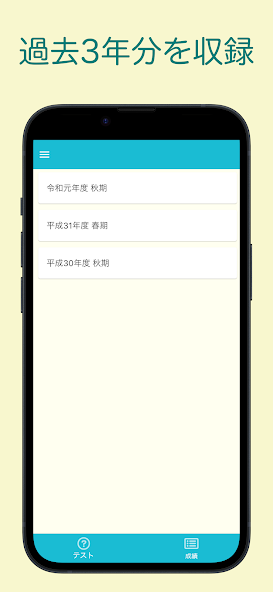 過去3年分を収録
令和元年度 秋期
平成31年度 春期
平成30年度 秋期
テスト
成績